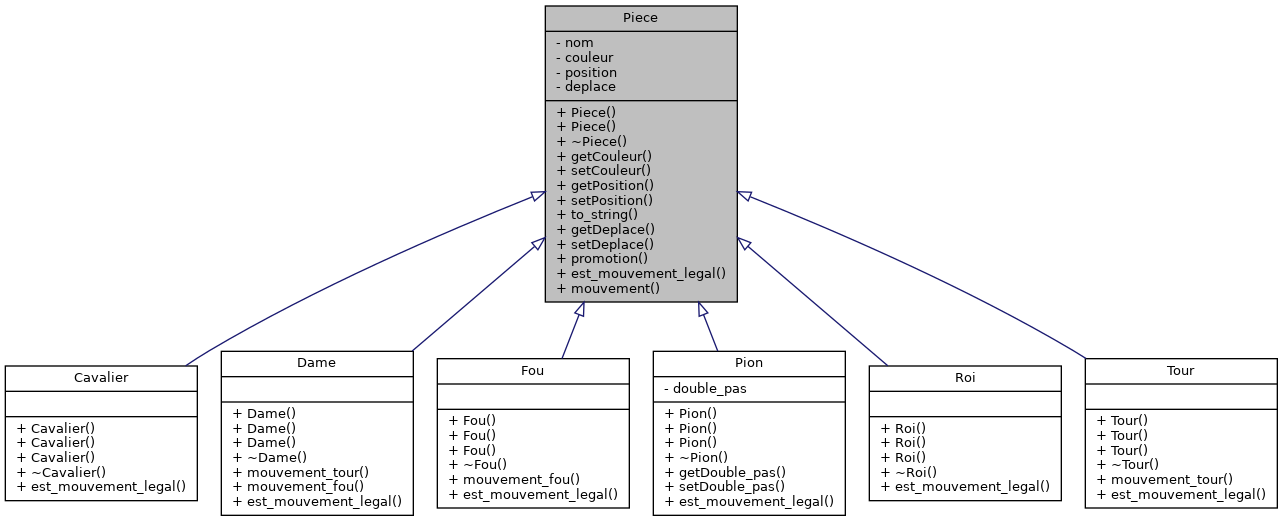 Piece
- nom
- couleur
- position
- deplace
+ Piece()
+ Piece()
+ ~Piece()
+ getCouleur()
+ setCouleur()
+ getPosition()
+ setPosition()
+ to_string()
+ getDeplace()
+ setDeplace()
+ promotion()
+ est_mouvement_legal()
+ mouvement()
Cavalier
+ Cavalier()
+ Cavalier()
+ Cavalier()
+ ~Cavalier()
+ est_mouvement_legal()
Dame
+ Dame()
+ Dame()
+ Dame()
+ ~Dame()
+ mouvement_tour()
+ mouvement_fou()
+ est_mouvement_legal()
Fou
+ Fou()
+ Fou()
+ Fou()
+ ~Fou()
+ mouvement_fou()
+ est_mouvement_legal()
Pion
- double_pas
+ Pion()
+ Pion()
+ Pion()
+ ~Pion()
+ getDouble_pas()
+ setDouble_pas()
+ est_mouvement_legal()
Roi
+ Roi()
+ Roi()
+ Roi()
+ ~Roi()
+ est_mouvement_legal()
Tour
+ Tour()
+ Tour()
+ Tour()
+ ~Tour()
+ mouvement_tour()
+ est_mouvement_legal()